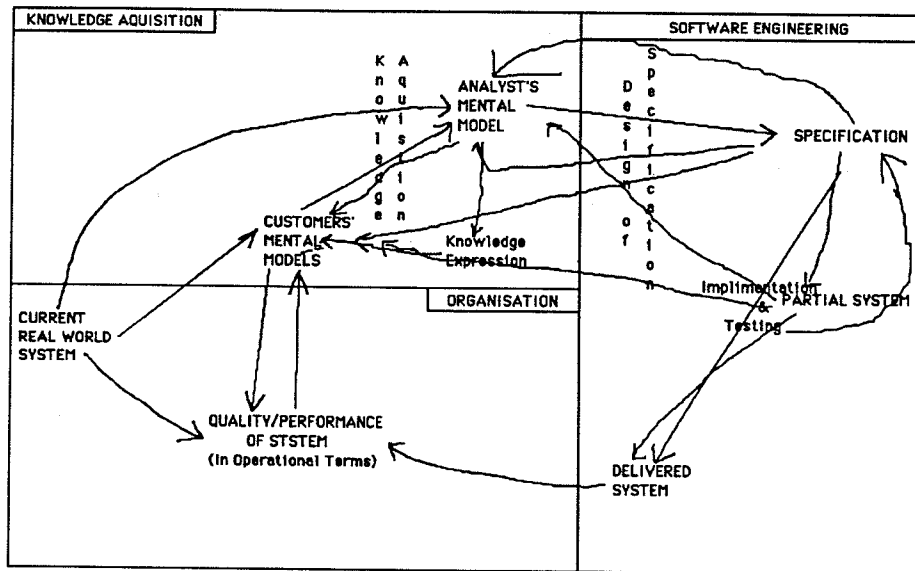 KNOWLEDGE AQUISITION
SOFTWARE ENGINEERING
Knowledge
Aquisition
ANALYST'S
MENTAL
MODEL
Design of
Specification
SPECIFICATION
CUSTOMERS'
MENTAL
MODELS
Knowledge
Expression
ORGANISATION
CURRENT
REAL WORLD
SYSTEM
Implimentation
&
Testing
PARTIAL SYSTEM
QUALITY/PERFORMANCE
OF STSTEM
(In Operational Terms)
DELIVERED
SYSTEM